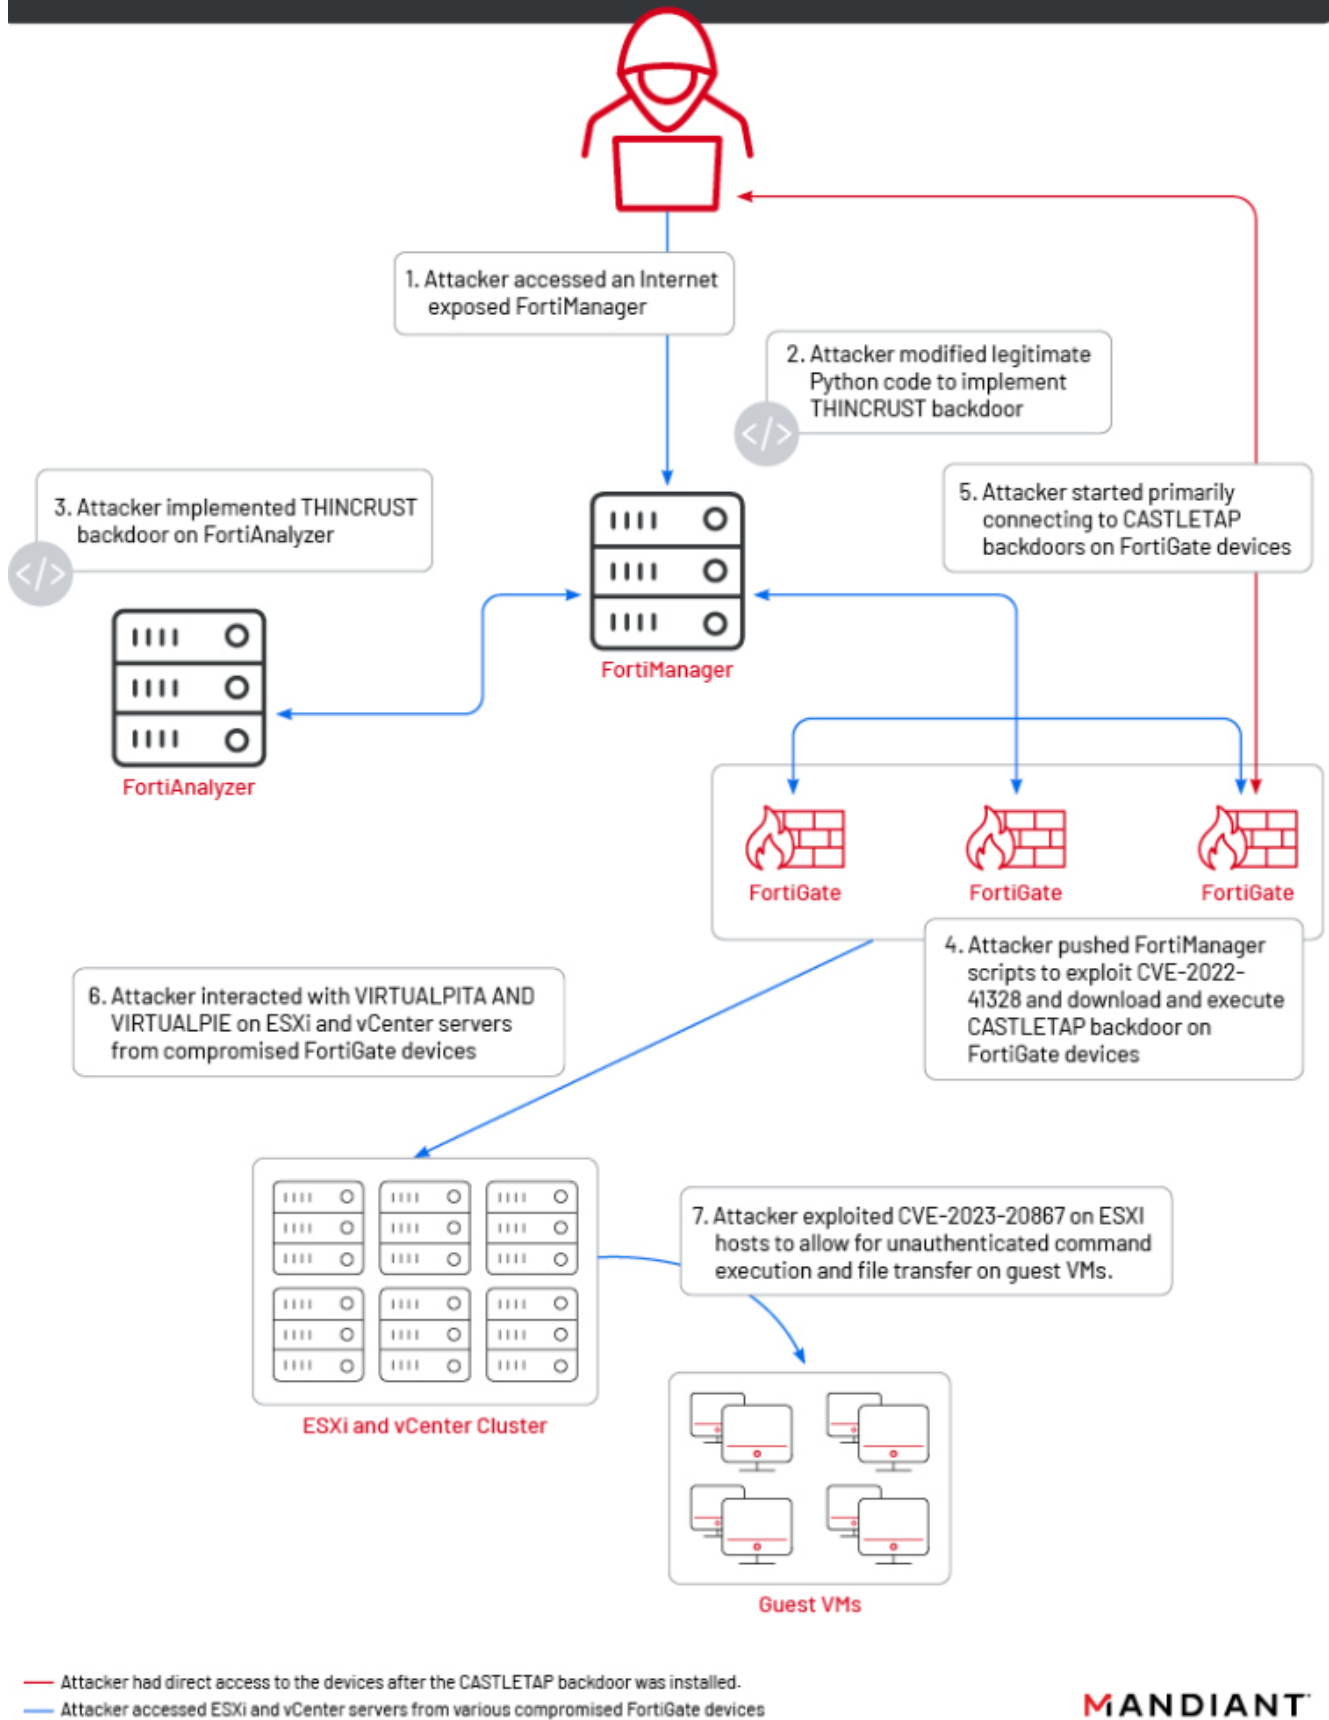 1. Attacker accessed an Internet
exposed FortiManager
2. Attacker modified legitimate
Python code to implement
THINCRUST backdoor
</>
3. Attacker implemented THINCRUST
backdoor on FortiAnalyzer
</>
5. Attacker started primarily
connecting to CASTLETAP
backdoors on FortiGate devices
FortiManager
FortiAnalyzer
FortiGate
FortiGate
FortiGate
4. Attacker pushed FortiManager
scripts to exploit CVE-2022-
41328 and download and execute
CASTLETAP backdoor on
FortiGate devices
6. Attacker interacted with VIRTUALPITA AND
VIRTUALPIE on ESXi and vCenter servers
from compromised FortiGate devices
7. Attacker exploited CVE-2023-20867 on ESXI
hosts to allow for unauthenticated command
execution and file transfer on guest VMs.
ESXi and vCenter Cluster
Guest VMs
Attacker had direct access to the devices after the CASTLETAP backdoor was installed.
Attacker accessed ESXi and vCenter servers from various compromised FortiGate devices
MANDIANT